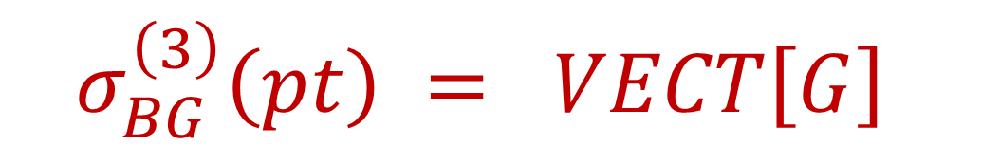 σ_{BG}^{(3)}(pt) = VECT[G]